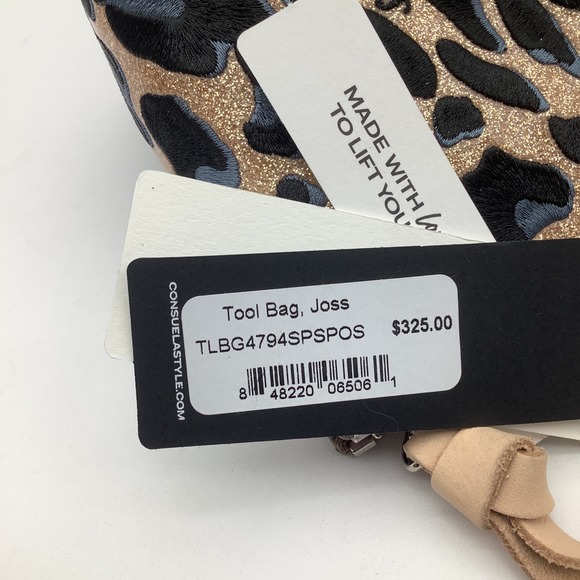 MADE WITH
TO LIFT YOU
CONSUELASTYLE.COM
Tool Bag, Joss
TLBG4794SPSPOS $325.00
8 48220 06506 1